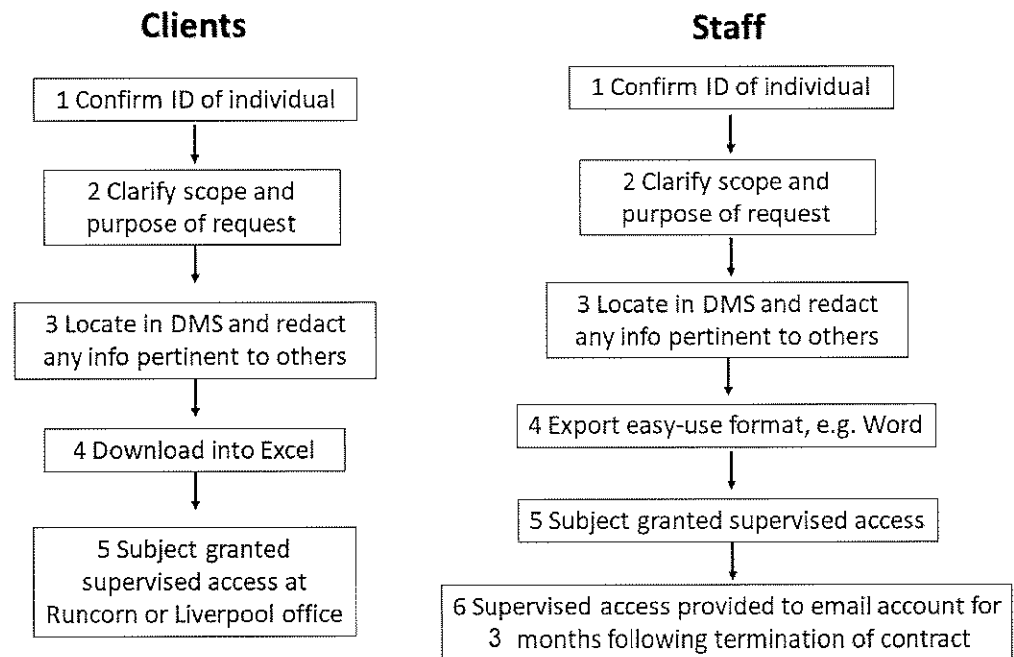 Clients
1 Confirm ID of individual
2 Clarify scope and
purpose of request
3 Locate in DMS and redact
any info pertinent to others
4 Download into Excel
5 Subject granted
supervised access at
Runcorn or Liverpool office
Staff
1 Confirm ID of individual
2 Clarify scope and
purpose of request
3 Locate in DMS and redact
any info pertinent to others
4 Export easy-use format, e.g. Word
5 Subject granted supervised access
6 Supervised access provided to email account for
3 months following termination of contract